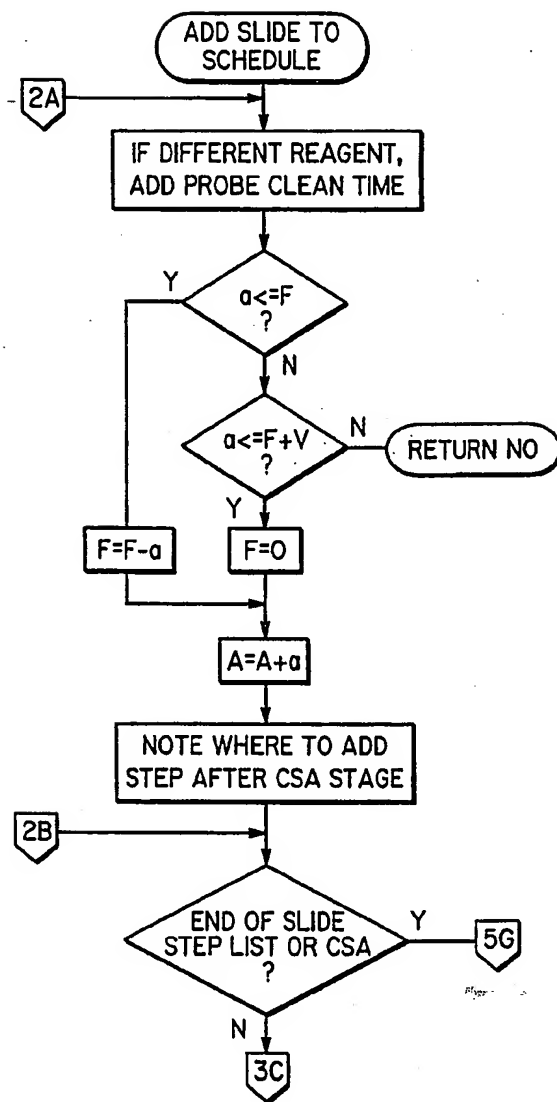 ADD SLIDE TO
SCHEDULE
2A
IF DIFFERENT REAGENT,
ADD PROBE CLEAN TIME
Y
a<=F
?
N
a<=F+V
?
N
RETURN NO
Y
F=F-a
F=0
A=A+a
NOTE WHERE TO ADD
STEP AFTER CSA STAGE
2B
END OF SLIDE
STEP LIST OR CSA
?
Y
5G
N
3C